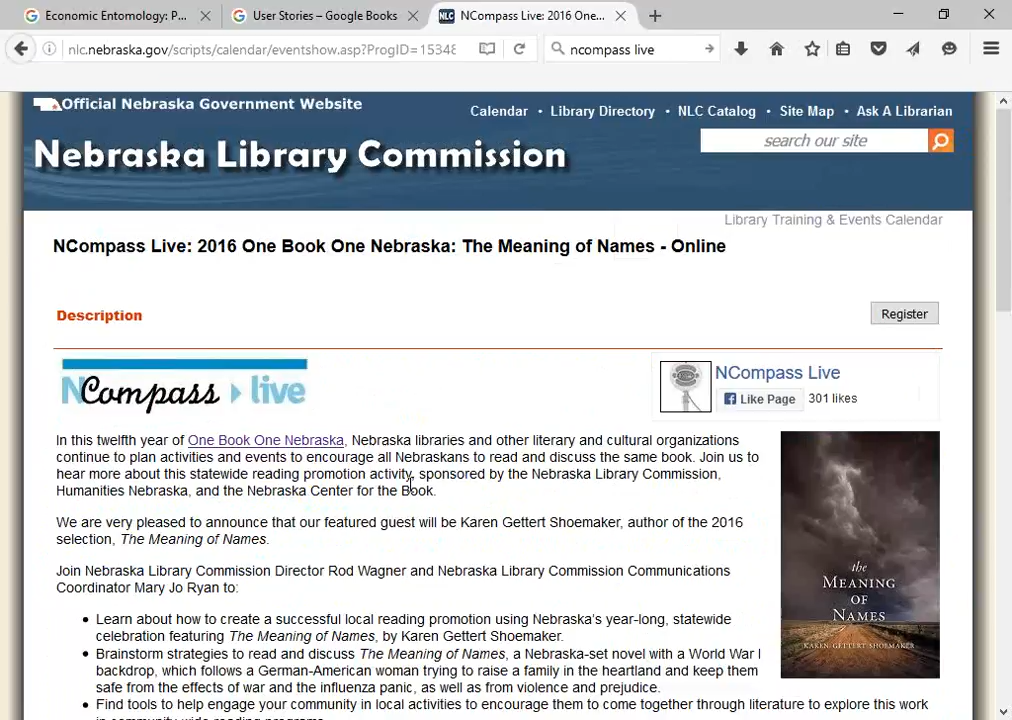 Economic Entomology: P...
User Stories – Google Books
NLC
NCompass Live: 2016 One...
nlc.nebraska.gov/scripts/calendar/eventshow.asp?ProgID=15348
ncompass live
Official Nebraska Government Website
Calendar • Library Directory • NLC Catalog • Site Map • Ask A Librarian
Nebraska Library Commission
search our site
Library Training & Events Calendar
NCompass Live: 2016 One Book One Nebraska: The Meaning of Names - Online
Description
Register
NCompass live
NCompass Live
Like Page
301 likes
In this twelfth year of One Book One Nebraska, Nebraska libraries and other literary and cultural organizations
continue to plan activities and events to encourage all Nebraskans to read and discuss the same book. Join us to
hear more about this statewide reading promotion activity, sponsored by the Nebraska Library Commission,
Humanities Nebraska, and the Nebraska Center for the Book.
We are very pleased to announce that our featured guest will be Karen Gettert Shoemaker, author of the 2016
selection, The Meaning of Names.
Join Nebraska Library Commission Director Rod Wagner and Nebraska Library Commission Communications
Coordinator Mary Jo Ryan to:
• Learn about how to create a successful local reading promotion using Nebraska's year-long, statewide
celebration featuring The Meaning of Names, by Karen Gettert Shoemaker.
• Brainstorm strategies to read and discuss The Meaning of Names, a Nebraska-set novel with a World War I
backdrop, which follows a German-American woman trying to raise a family in the heartland and keep them
safe from the effects of war and the influenza panic, as well as from violence and prejudice.
• Find tools to help engage your community in local activities to encourage them to come together through literature to explore this work
in community-wide reading programs.
the
MEANING
OF
NAMES
KAREN GETTERT SHOEMAKER